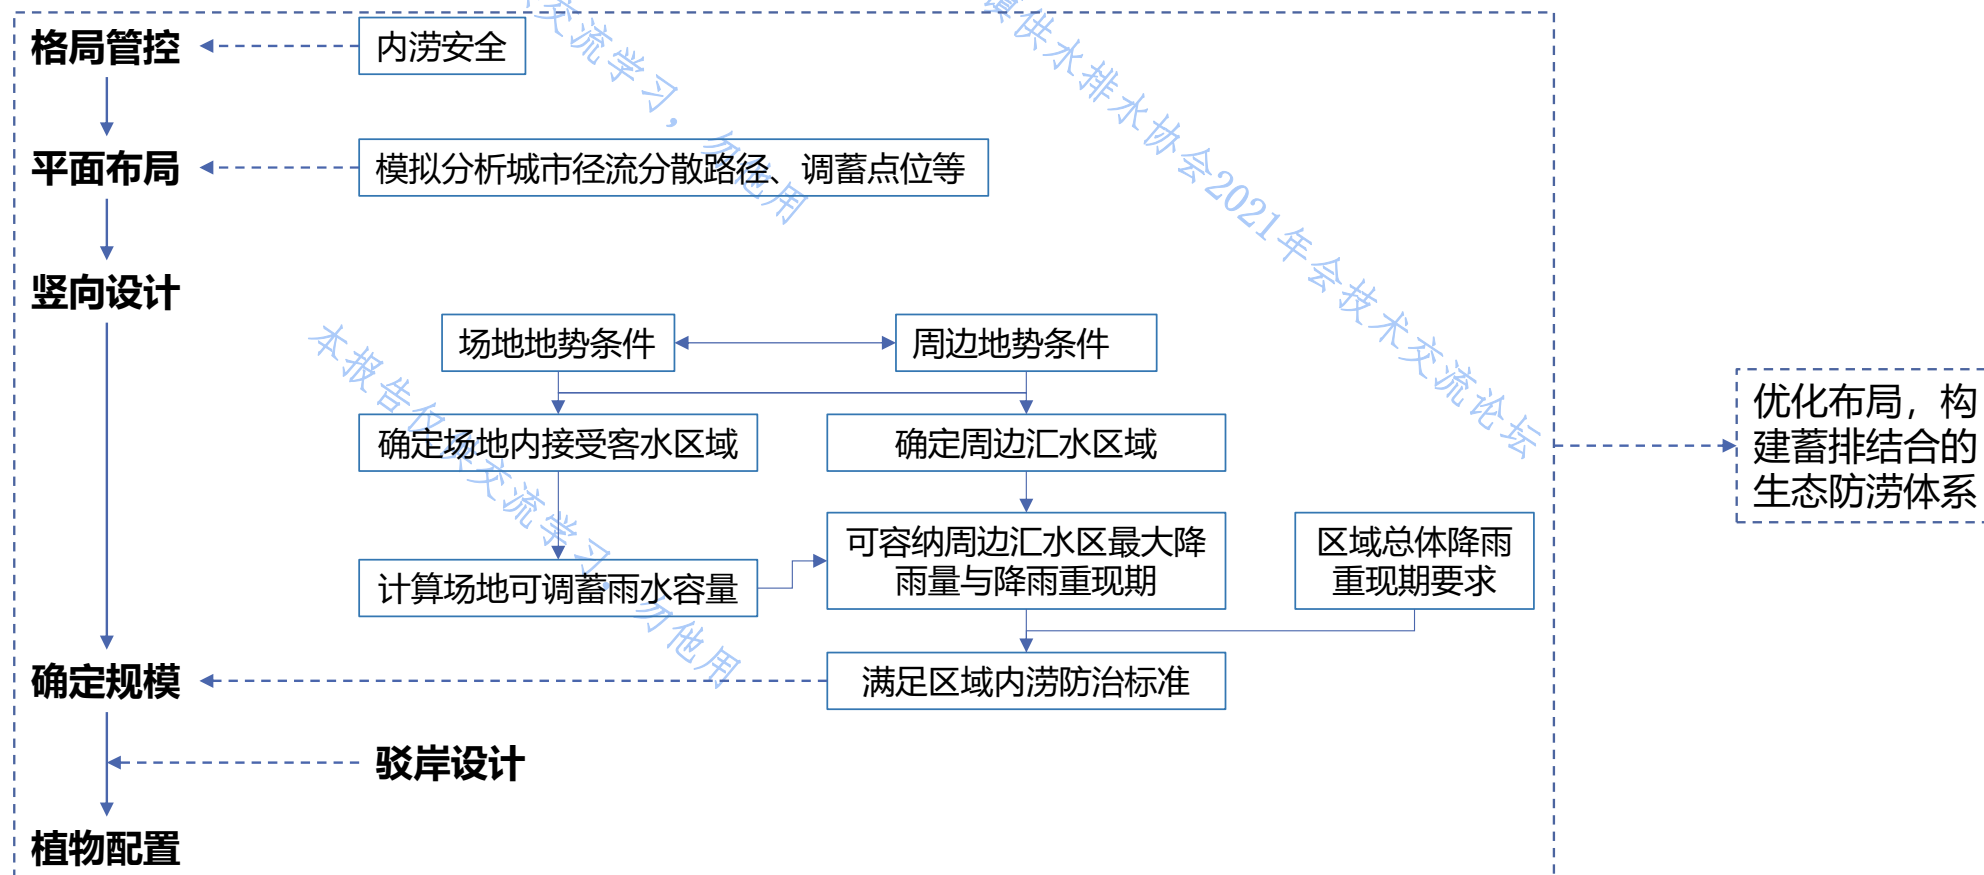 格局管控
内涝安全
平面布局
模拟分析城市径流分散路径、调蓄点位等
竖向设计
场地地势条件
周边地势条件
确定场地内接受客水区域
确定周边汇水区域
计算场地可调蓄雨水容量
可容纳周边汇水区最大降
雨量与降雨重现期
区域总体降雨
重现期要求
确定规模
满足区域内涝防治标准
驳岸设计
植物配置
优化布局，构
建蓄排结合的
生态防涝体系
交流学习，勿他用
镇供水排水协会2021年会技术交流论坛
本报告仅供交流学习，勿他用